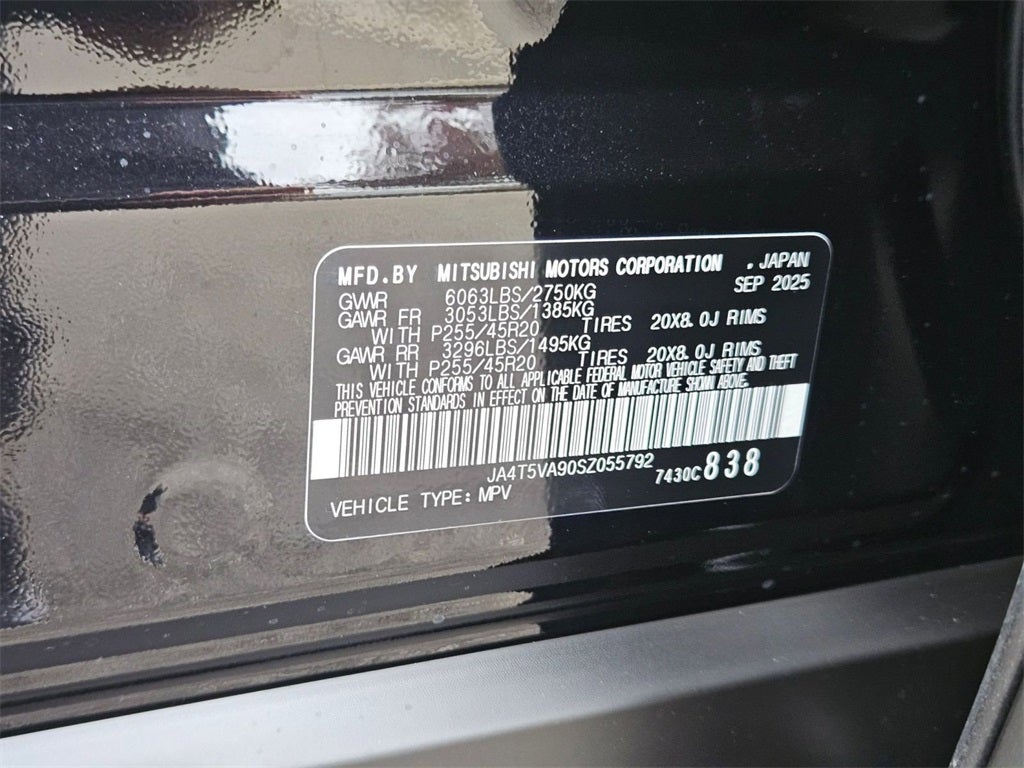 MFD.BY MITSUBISHI MOTORS CORPORATION .JAPAN
SEP 2025
GVWR 6063LBS/2750KG
GAWR FR 3053LBS/1385KG
WITH P255/45R20 TIRES 20X8.0J RIMS
GAWR RR 3296LBS/1495KG
WITH P255/45R20 TIRES 20X8.0J RIMS
THIS VEHICLE CONFORMS TO ALL APPLICABLE FEDERAL MOTOR VEHICLE SAFETY AND THEFT
PREVENTION STANDARDS IN EFFECT ON THE DATE OF MANUFACTURE SHOWN ABOVE.
JA4T5VA90SZ055792 7430C838
VEHICLE TYPE: MPV